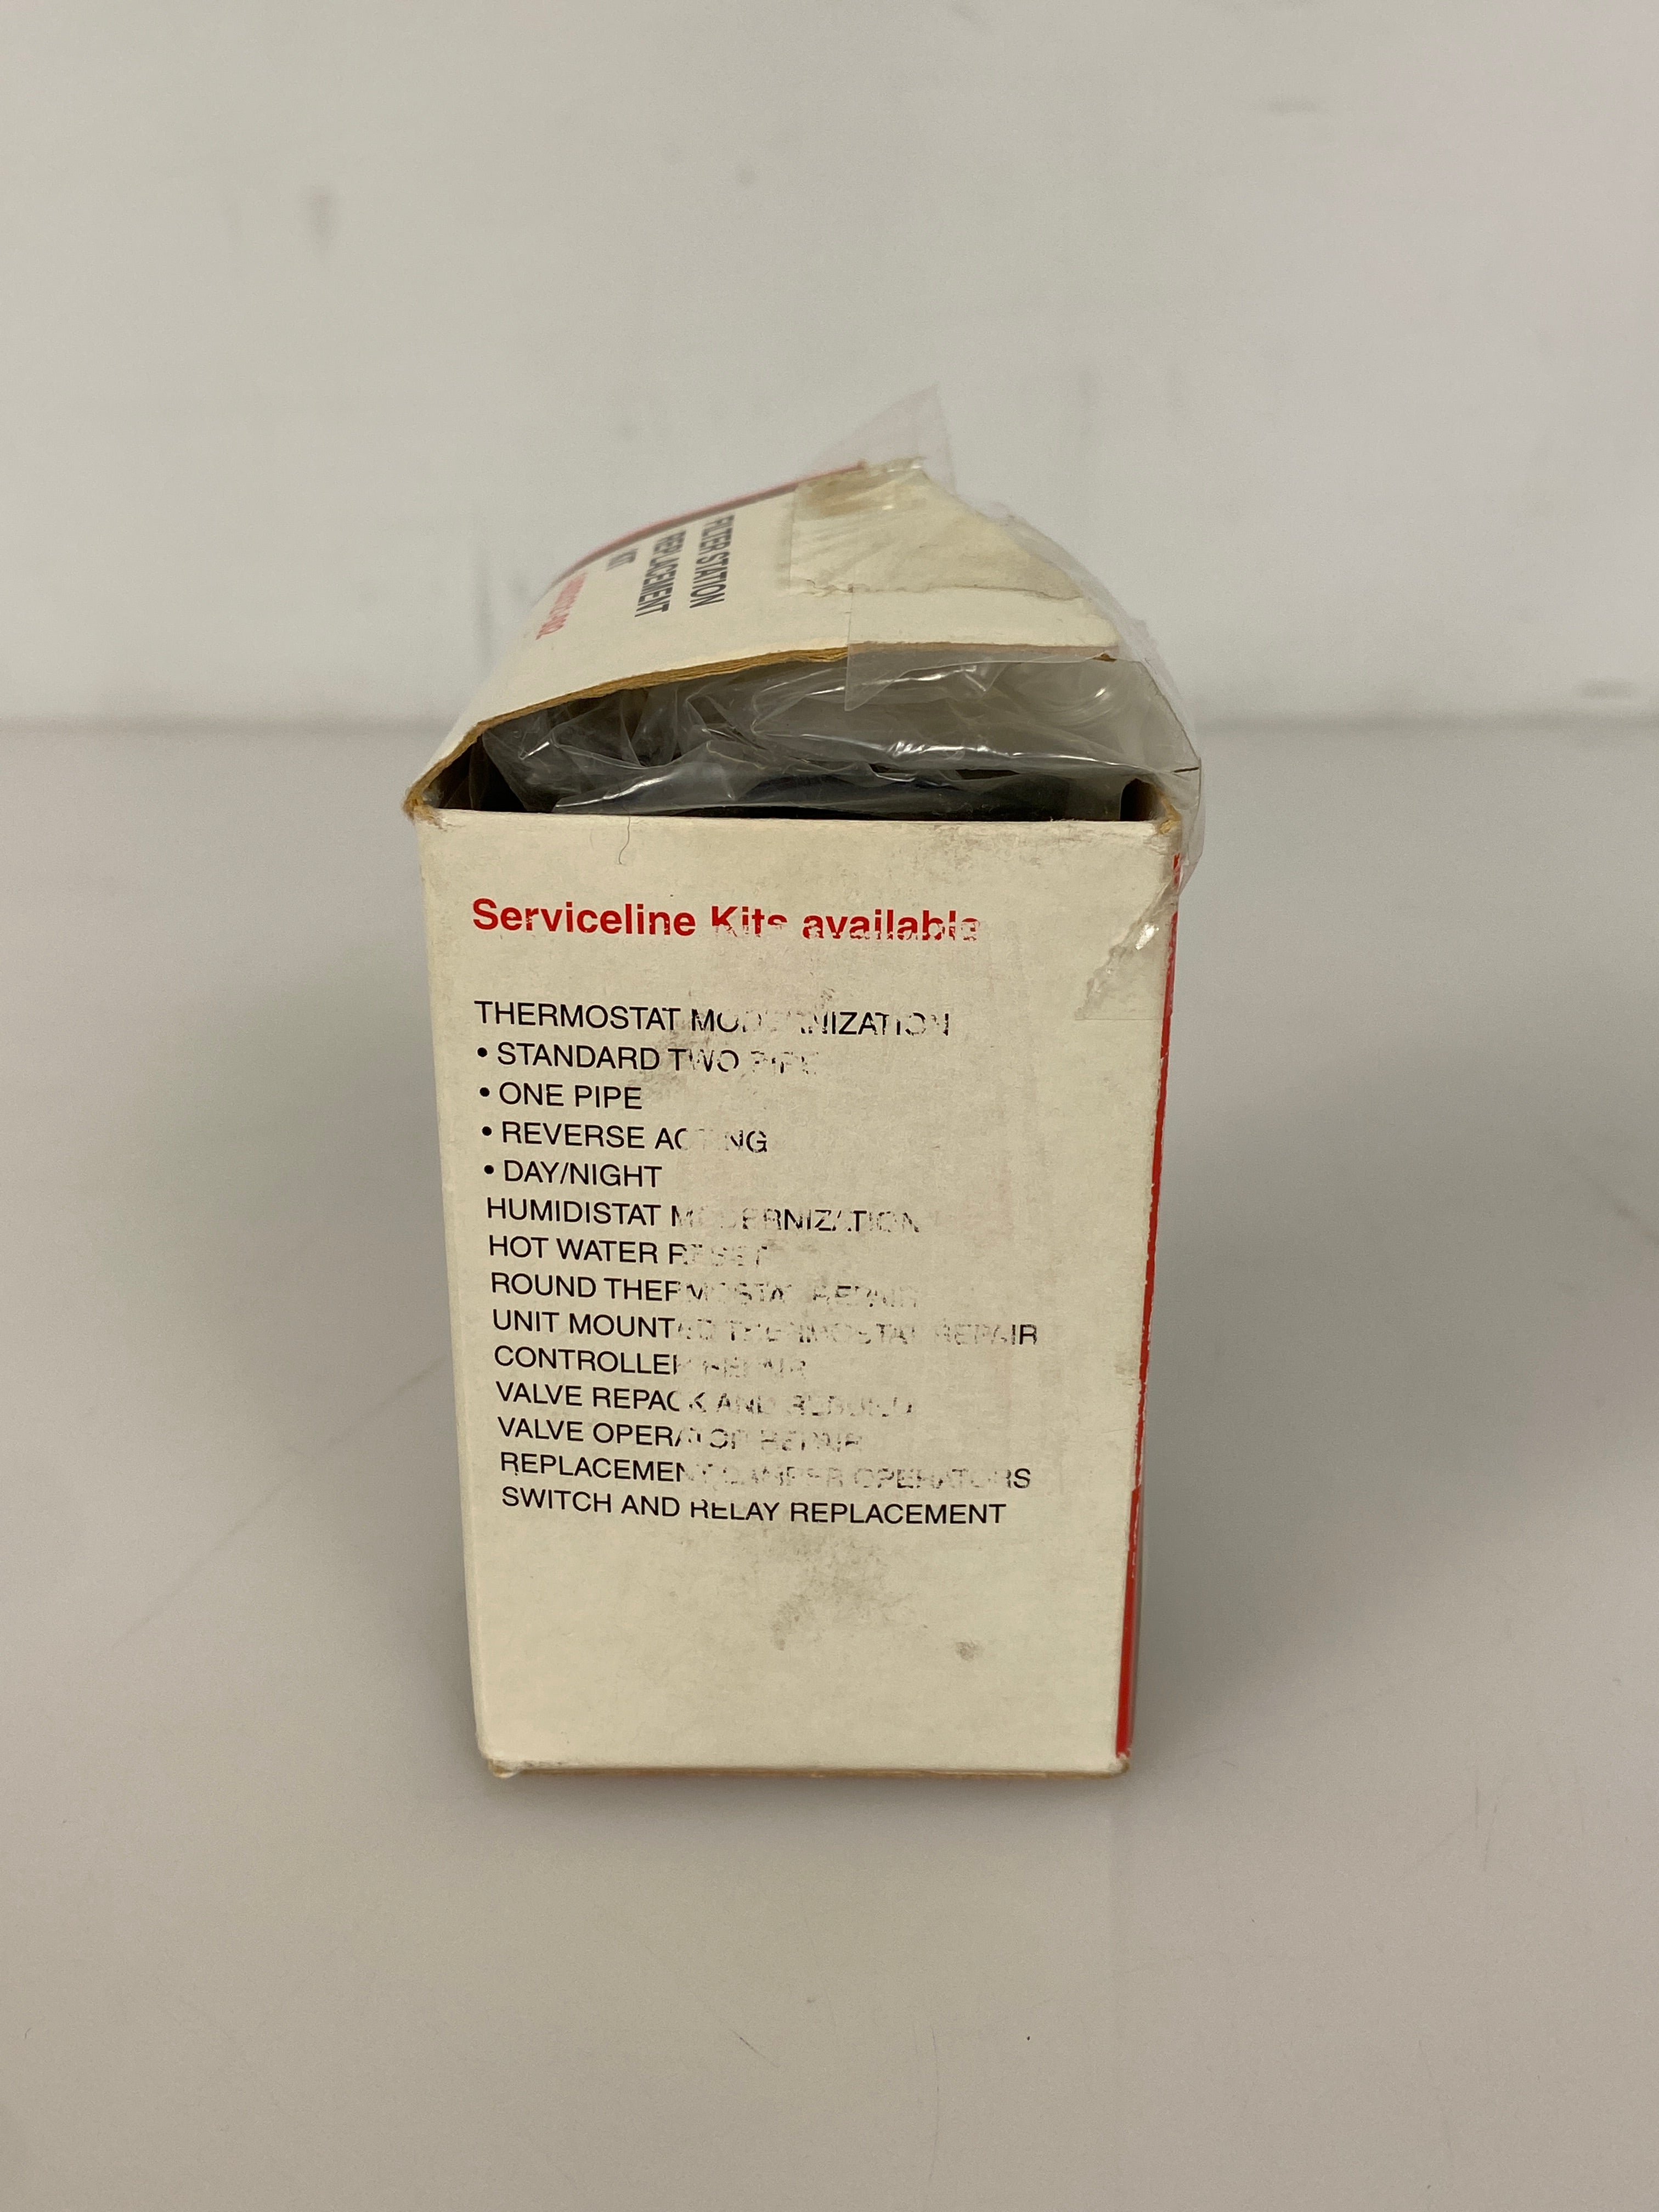 FILTER STATION
REPLACEMENT
KIT
Serviceline Kits available
THERMOSTAT MODERNIZATION
• STANDARD TWO PIPE
• ONE PIPE
• REVERSE ACTING
• DAY/NIGHT
HUMIDISTAT MODERNIZATION
HOT WATER RESET
ROUND THERMOSTAT REPAIR
UNIT MOUNTED THERMOSTAT REPAIR
CONTROLLER REPAIR
VALVE REPACK AND REBUILD
VALVE OPERATOR REPAIR
REPLACEMENT DAMPER OPERATORS
SWITCH AND RELAY REPLACEMENT